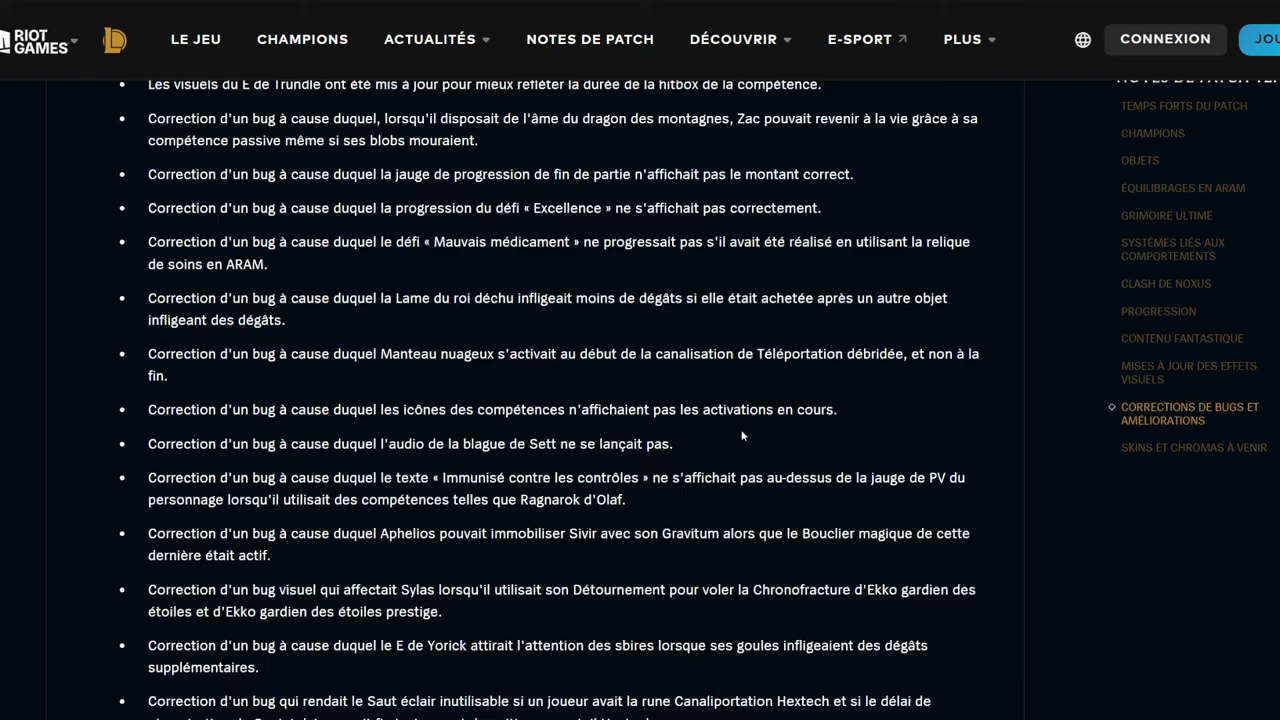 RIOT GAMES
LE JEU
CHAMPIONS
ACTUALITÉS
NOTES DE PATCH
DÉCOUVRIR
E-SPORT
PLUS
CONNEXION
Les visuels du E de Trundle ont été mis à jour pour mieux refléter la durée de la hitbox de la compétence.
Correction d'un bug à cause duquel, lorsqu'il disposait de l'âme du dragon des montagnes, Zac pouvait revenir à la vie grâce à sa
compétence passive même si ses blobs mouraient.
Correction d'un bug à cause duquel la jauge de progression de fin de partie n'affichait pas le montant correct.
Correction d'un bug à cause duquel la progression du défi « Excellence » ne s'affichait pas correctement.
Correction d'un bug à cause duquel le défi « Mauvais médicament » ne progressait pas s'il avait été réalisé en utilisant la relique
de soins en ARAM.
Correction d'un bug à cause duquel la Lame du roi déchu infligeait moins de dégâts si elle était achetée après un autre objet
infligeant des dégâts.
Correction d'un bug à cause duquel Manteau nuageux s'activait au début de la canalisation de Téléportation débridée, et non à la
fin.
Correction d'un bug à cause duquel les icônes des compétences n'affichaient pas les activations en cours.
Correction d'un bug à cause duquel l'audio de la blague de Sett ne se lançait pas.
Correction d'un bug à cause duquel le texte « Immunisé contre les contrôles » ne s'affichait pas au-dessus de la jauge de PV du
personnage lorsqu'il utilisait des compétences telles que Ragnarok d'Olaf.
Correction d'un bug à cause duquel Aphelios pouvait immobiliser Sivir avec son Gravitum alors que le Bouclier magique de cette
dernière était actif.
Correction d'un bug visuel qui affectait Sylas lorsqu'il utilisait son Détournement pour voler la Chronofracture d'Ekko gardien des
étoiles et d'Ekko gardien des étoiles prestige.
Correction d'un bug à cause duquel le E de Yorick attirait l'attention des sbires lorsque ses goules infligeaient des dégâts
supplémentaires.
Correction d'un bug qui rendait le Saut éclair inutilisable si un joueur avait la rune Canaliportation Hextech et si le délai de
NOTES DE PATCH
TEMPS FORTS DU PATCH
CHAMPIONS
OBJETS
ÉQUILIBRAGES EN ARAM
GRIMOIRE ULTIME
SYSTÈMES LIÉS AUX
COMPORTEMENTS
CLASH DE NOXUS
PROGRESSION
CONTENU FANTASTIQUE
MISES À JOUR DES EFFETS
VISUELS
CORRECTIONS DE BUGS ET
AMÉLIORATIONS
SKINS ET CHROMAS À VENIR